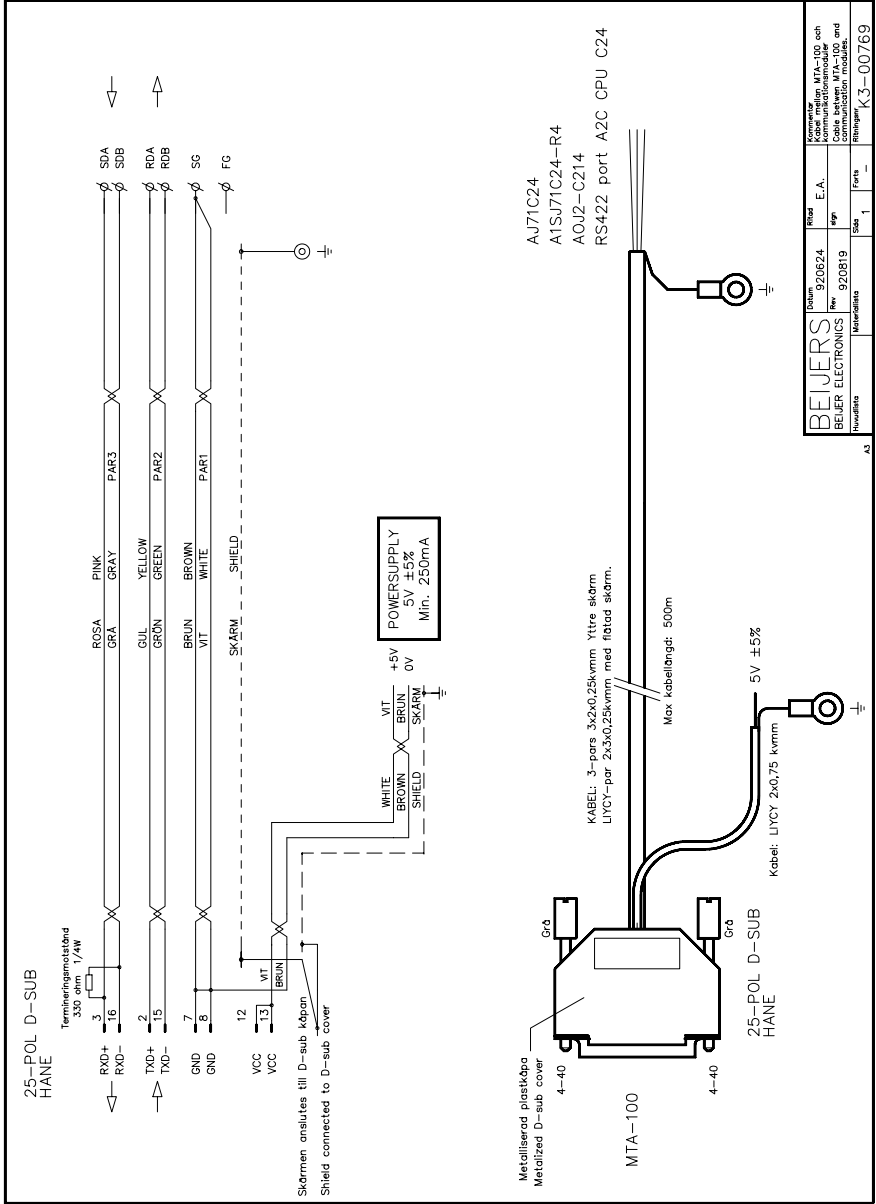 25-POL D-SUB
HANE
Termineringsmotstånd
330 ohm 1/4W
RXD+ 3 ROSA PINK PAR3 SDA
RXD- 16 GRÅ GRAY SDB
TXD+ 2 GUL YELLOW PAR2 RDA
TXD- 15 GRÖN GREEN RDB
GND 7 BRUN BROWN PAR1 SG
GND 8 VIT WHITE
FG
SKÄRM SHIELD
VCC 12
VCC 13
VIT
BRUN
Skärmen anslutes till D-sub kåpan
Shield connected to D-sub cover
WHITE VIT +5V
BROWN BRUN 0V
SHIELD SKÄRM
POWERSUPPLY
5V ±5%
Min. 250mA
AJ71C24
A1SJ71C24-R4
AOJ2-C214
RS422 port A2C CPU C24
KABEL: 3-pars 3x2x0,25kvmm Yttre skärm
LIYCY-par 2x3x0,25kvmm med flätad skärm.
Max kabellängd: 500m
Metalliserad plastkåpa
Metalized D-sub cover
Grå
4-40
MTA-100
4-40
Grå
25-POL D-SUB
HANE
Kabel: LIYCY 2x0,75 kvmm
5V ±5%
A3
BEIJERS
BEIJER ELECTRONICS
Datum
920624
Rev
920819
Ritad
E.A.
sign
Kommentar
Kabel mellan MTA-100 och
kommunikationsmoduler
Cable betwen MTA-100 and
communication modules.
Huvudlista
Materiallista
Sida
1
Forts
-
Ritningsnr
K3-00769